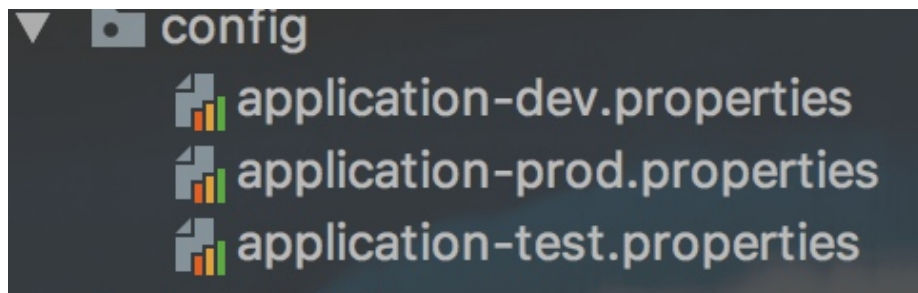 config
application-dev.properties
application-prod.properties
application-test.properties